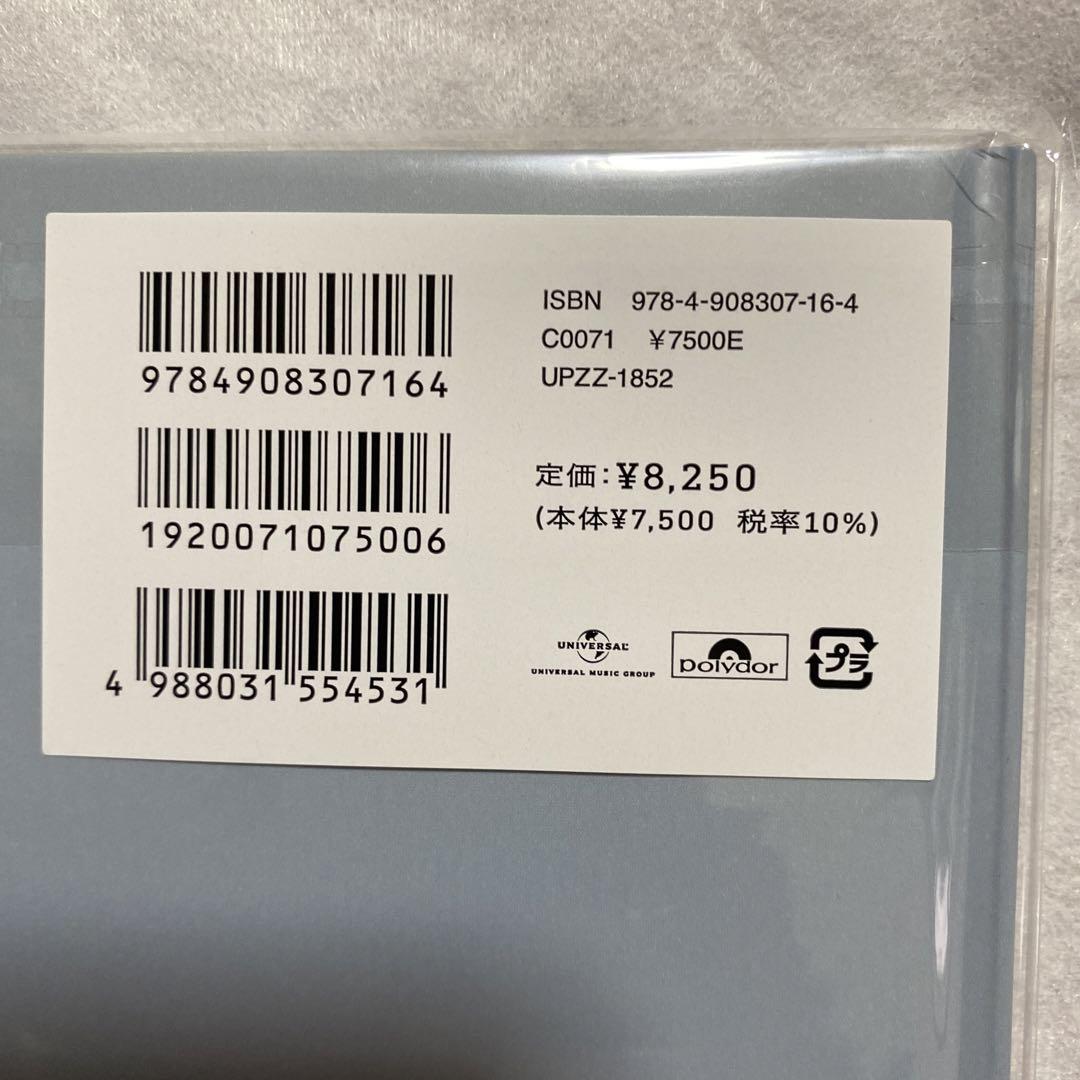 9784908307164
ISBN 978-4-908307-16-4
C0071 ¥7500E
UPZZ-1852
1920071075006
定価:¥8,250
(本体¥7,500 税率10%)
4 988031 554531
UNIVERSAL
UNIVERSAL MUSIC GROUP
polydor
プラ